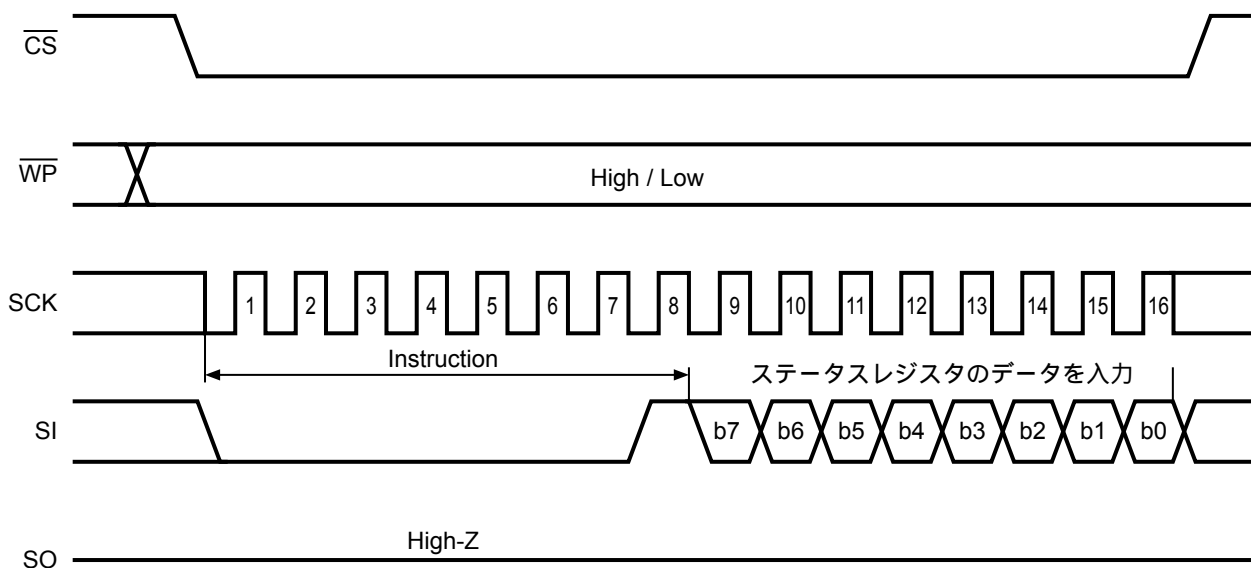 C̅S̅
W̅P̅ High / Low
SCK 1 2 3 4 5 6 7 8 9 10 11 12 13 14 15 16
Instruction ステータスレジスタのデータを入力
SI b7 b6 b5 b4 b3 b2 b1 b0
High-Z
SO